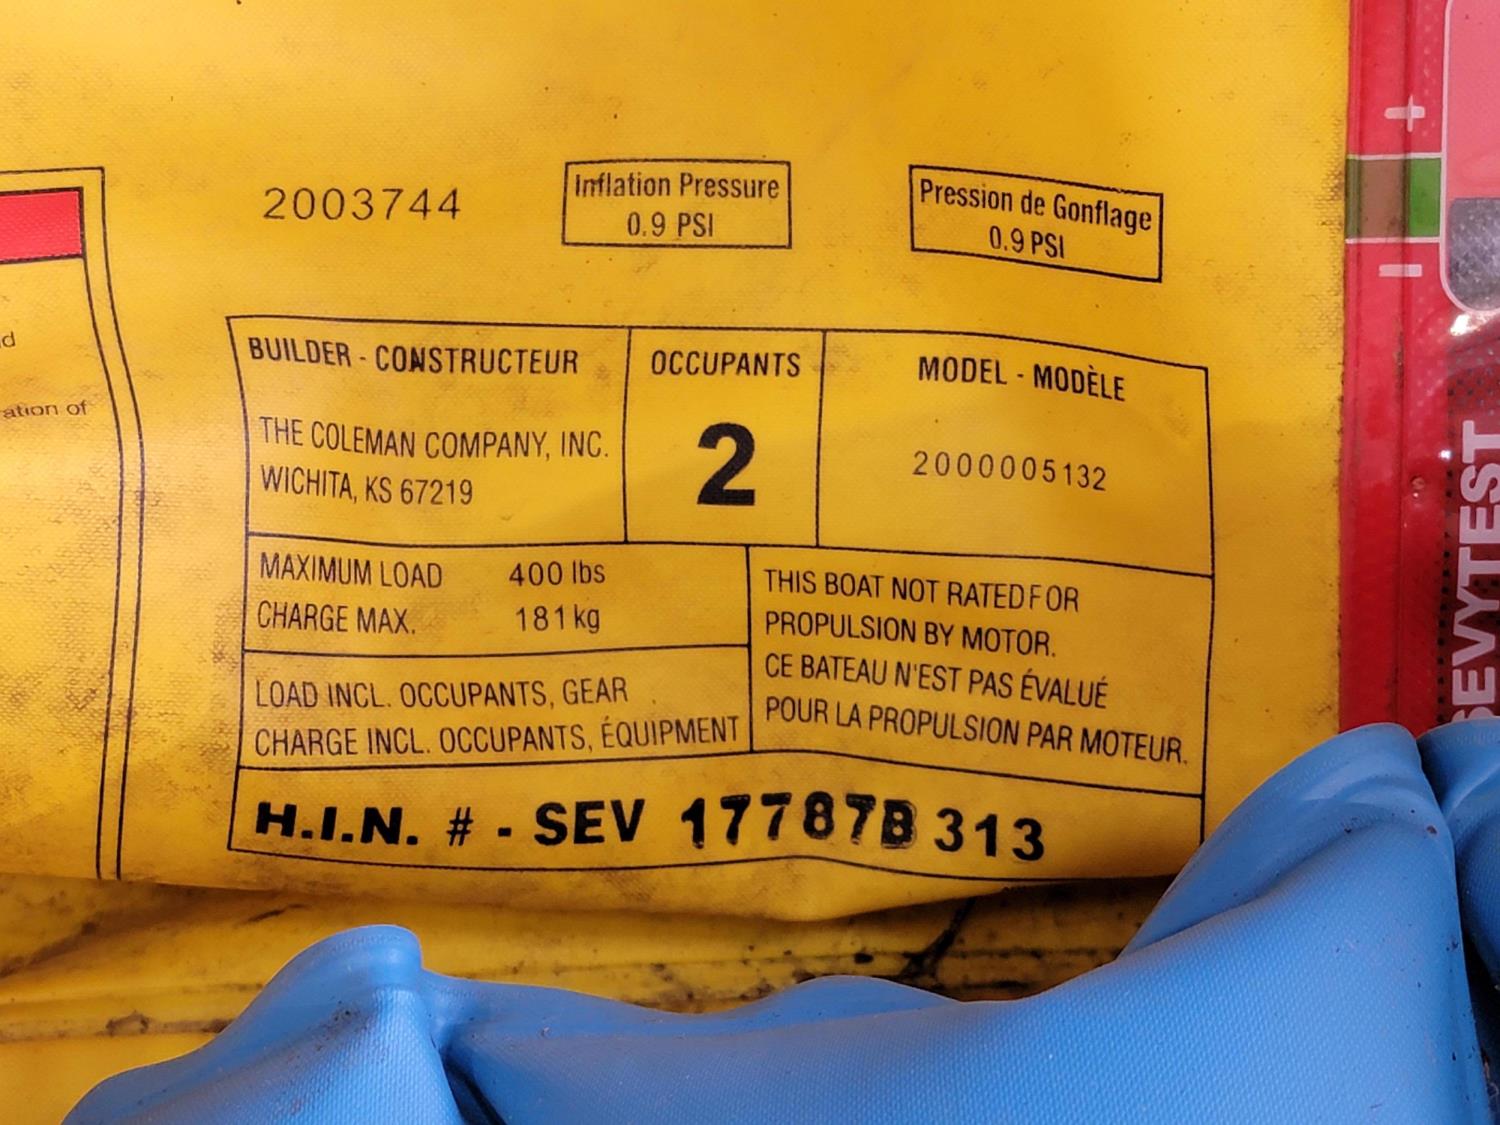 2003744
Inflation Pressure
0.9 PSI
Pression de Gonflage
0.9 PSI
ation of
BUILDER - CONSTRUCTEUR
THE COLEMAN COMPANY, INC.
WICHITA, KS 67219
OCCUPANTS
2
MODEL - MODÈLE
2000005132
MAXIMUM LOAD 400 lbs
CHARGE MAX. 181 kg
LOAD INCL. OCCUPANTS, GEAR
CHARGE INCL. OCCUPANTS, ÉQUIPMENT
THIS BOAT NOT RATED FOR
PROPULSION BY MOTOR.
CE BATEAU N'EST PAS ÉVALUÉ
POUR LA PROPULSION PAR MOTEUR.
H.I.N. # - SEV 17787B 313
+
–
SEVYTEST